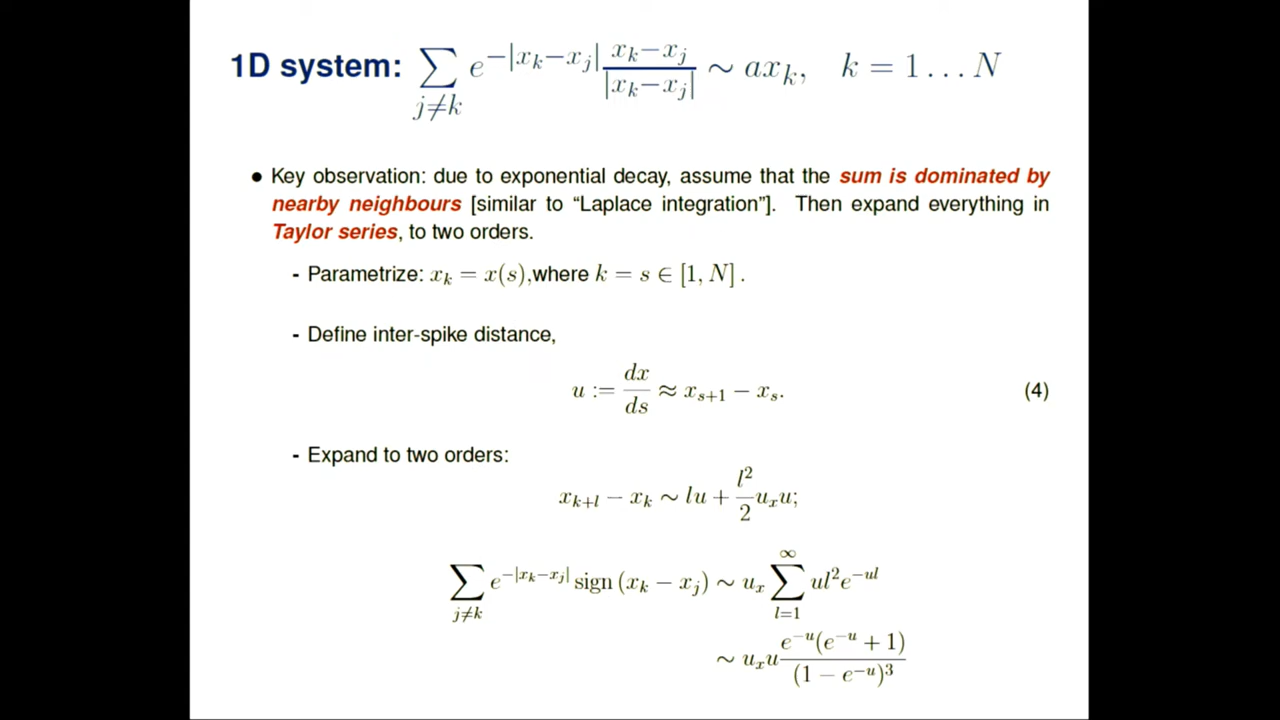 1D system: \sum_{j \neq k} e^{-|x_k - x_j|} \frac{x_k - x_j}{|x_k - x_j|} \sim a x_k, \quad k = 1 \ldots N
● Key observation: due to exponential decay, assume that the sum is dominated by
nearby neighbours [similar to “Laplace integration”]. Then expand everything in
Taylor series, to two orders.
- Parametrize: x_k = x(s), where k = s ∈ [1, N] .
- Define inter-spike distance,
u := \frac{dx}{ds} \approx x_{s+1} - x_s. (4)
- Expand to two orders:
x_{k+l} - x_k \sim lu + \frac{l^2}{2} u_x u;
\sum_{j \neq k} e^{-|x_k - x_j|} sign (x_k - x_j) \sim u_x \sum_{l=1}^{\infty} u l^2 e^{-ul}
\sim u_x u \frac{e^{-u}(e^{-u} + 1)}{(1 - e^{-u})^3}